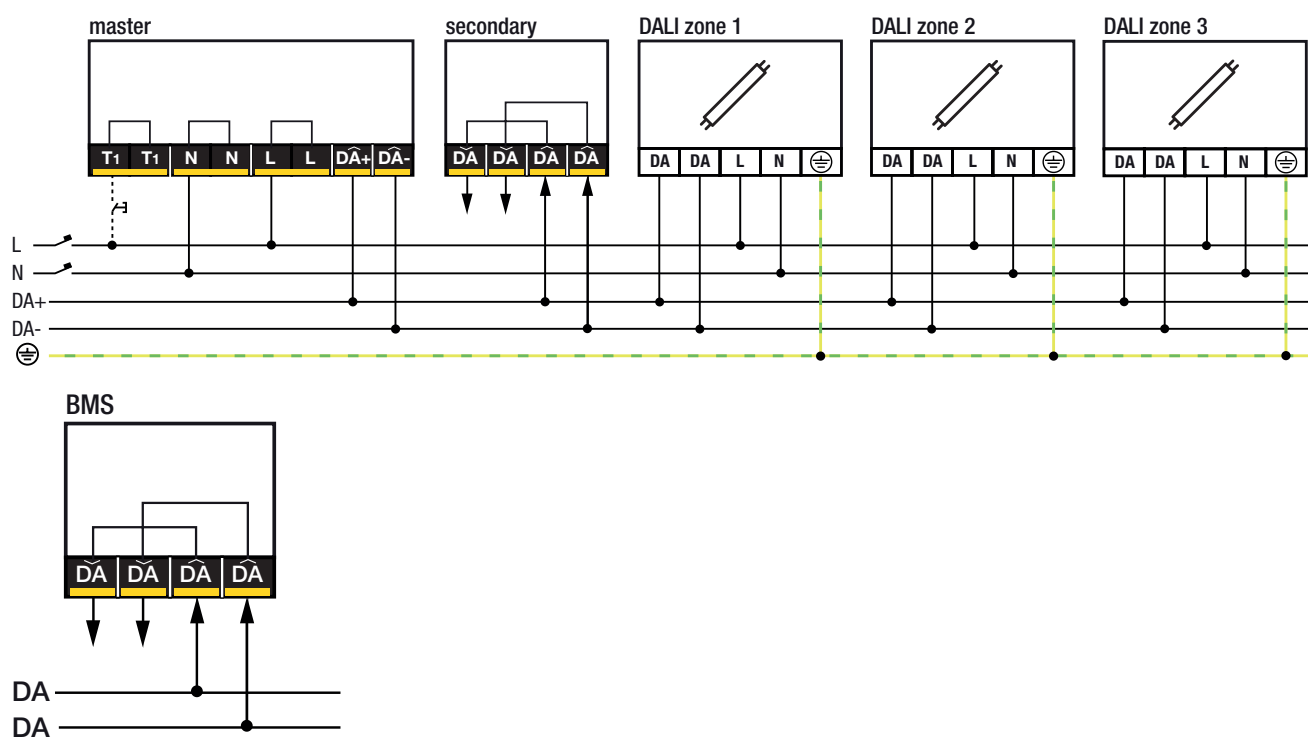 master secondary DALI zone 1 DALI zone 2 DALI zone 3
T1 T1 N N L L DA+ DA- DA DA DA DA DA DA L N DA DA L N DA DA L N
L
N
DA+
DA-
BMS
DA DA DA DA
DA
DA